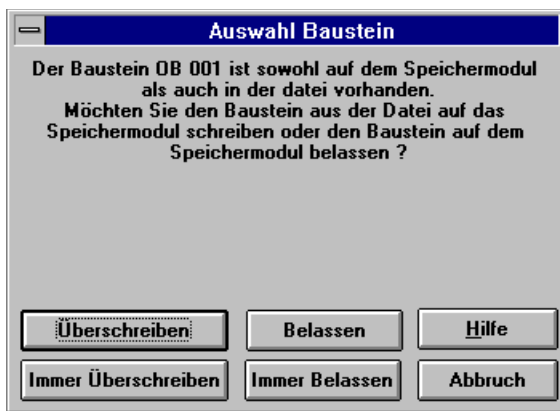 Auswahl Baustein
Der Baustein OB 001 ist sowohl auf dem Speichermodul
als auch in der datei vorhanden.
Möchten Sie den Baustein aus der Datei auf das
Speichermodul schreiben oder den Baustein auf dem
Speichermodul belassen ?
Überschreiben Belassen Hilfe
Immer Überschreiben Immer Belassen Abbruch